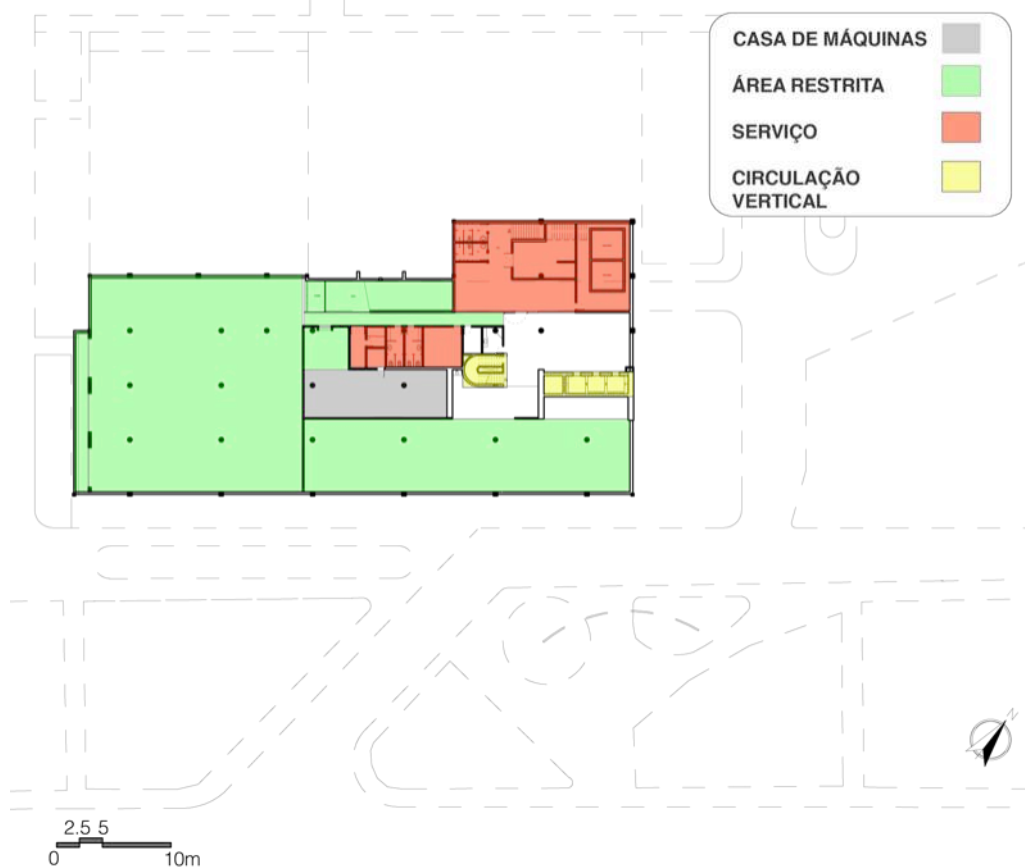 CASA DE MÁQUINAS
ÁREA RESTRITA
SERVIÇO
CIRCULAÇÃO
VERTICAL
N
2.5 5
0 10m